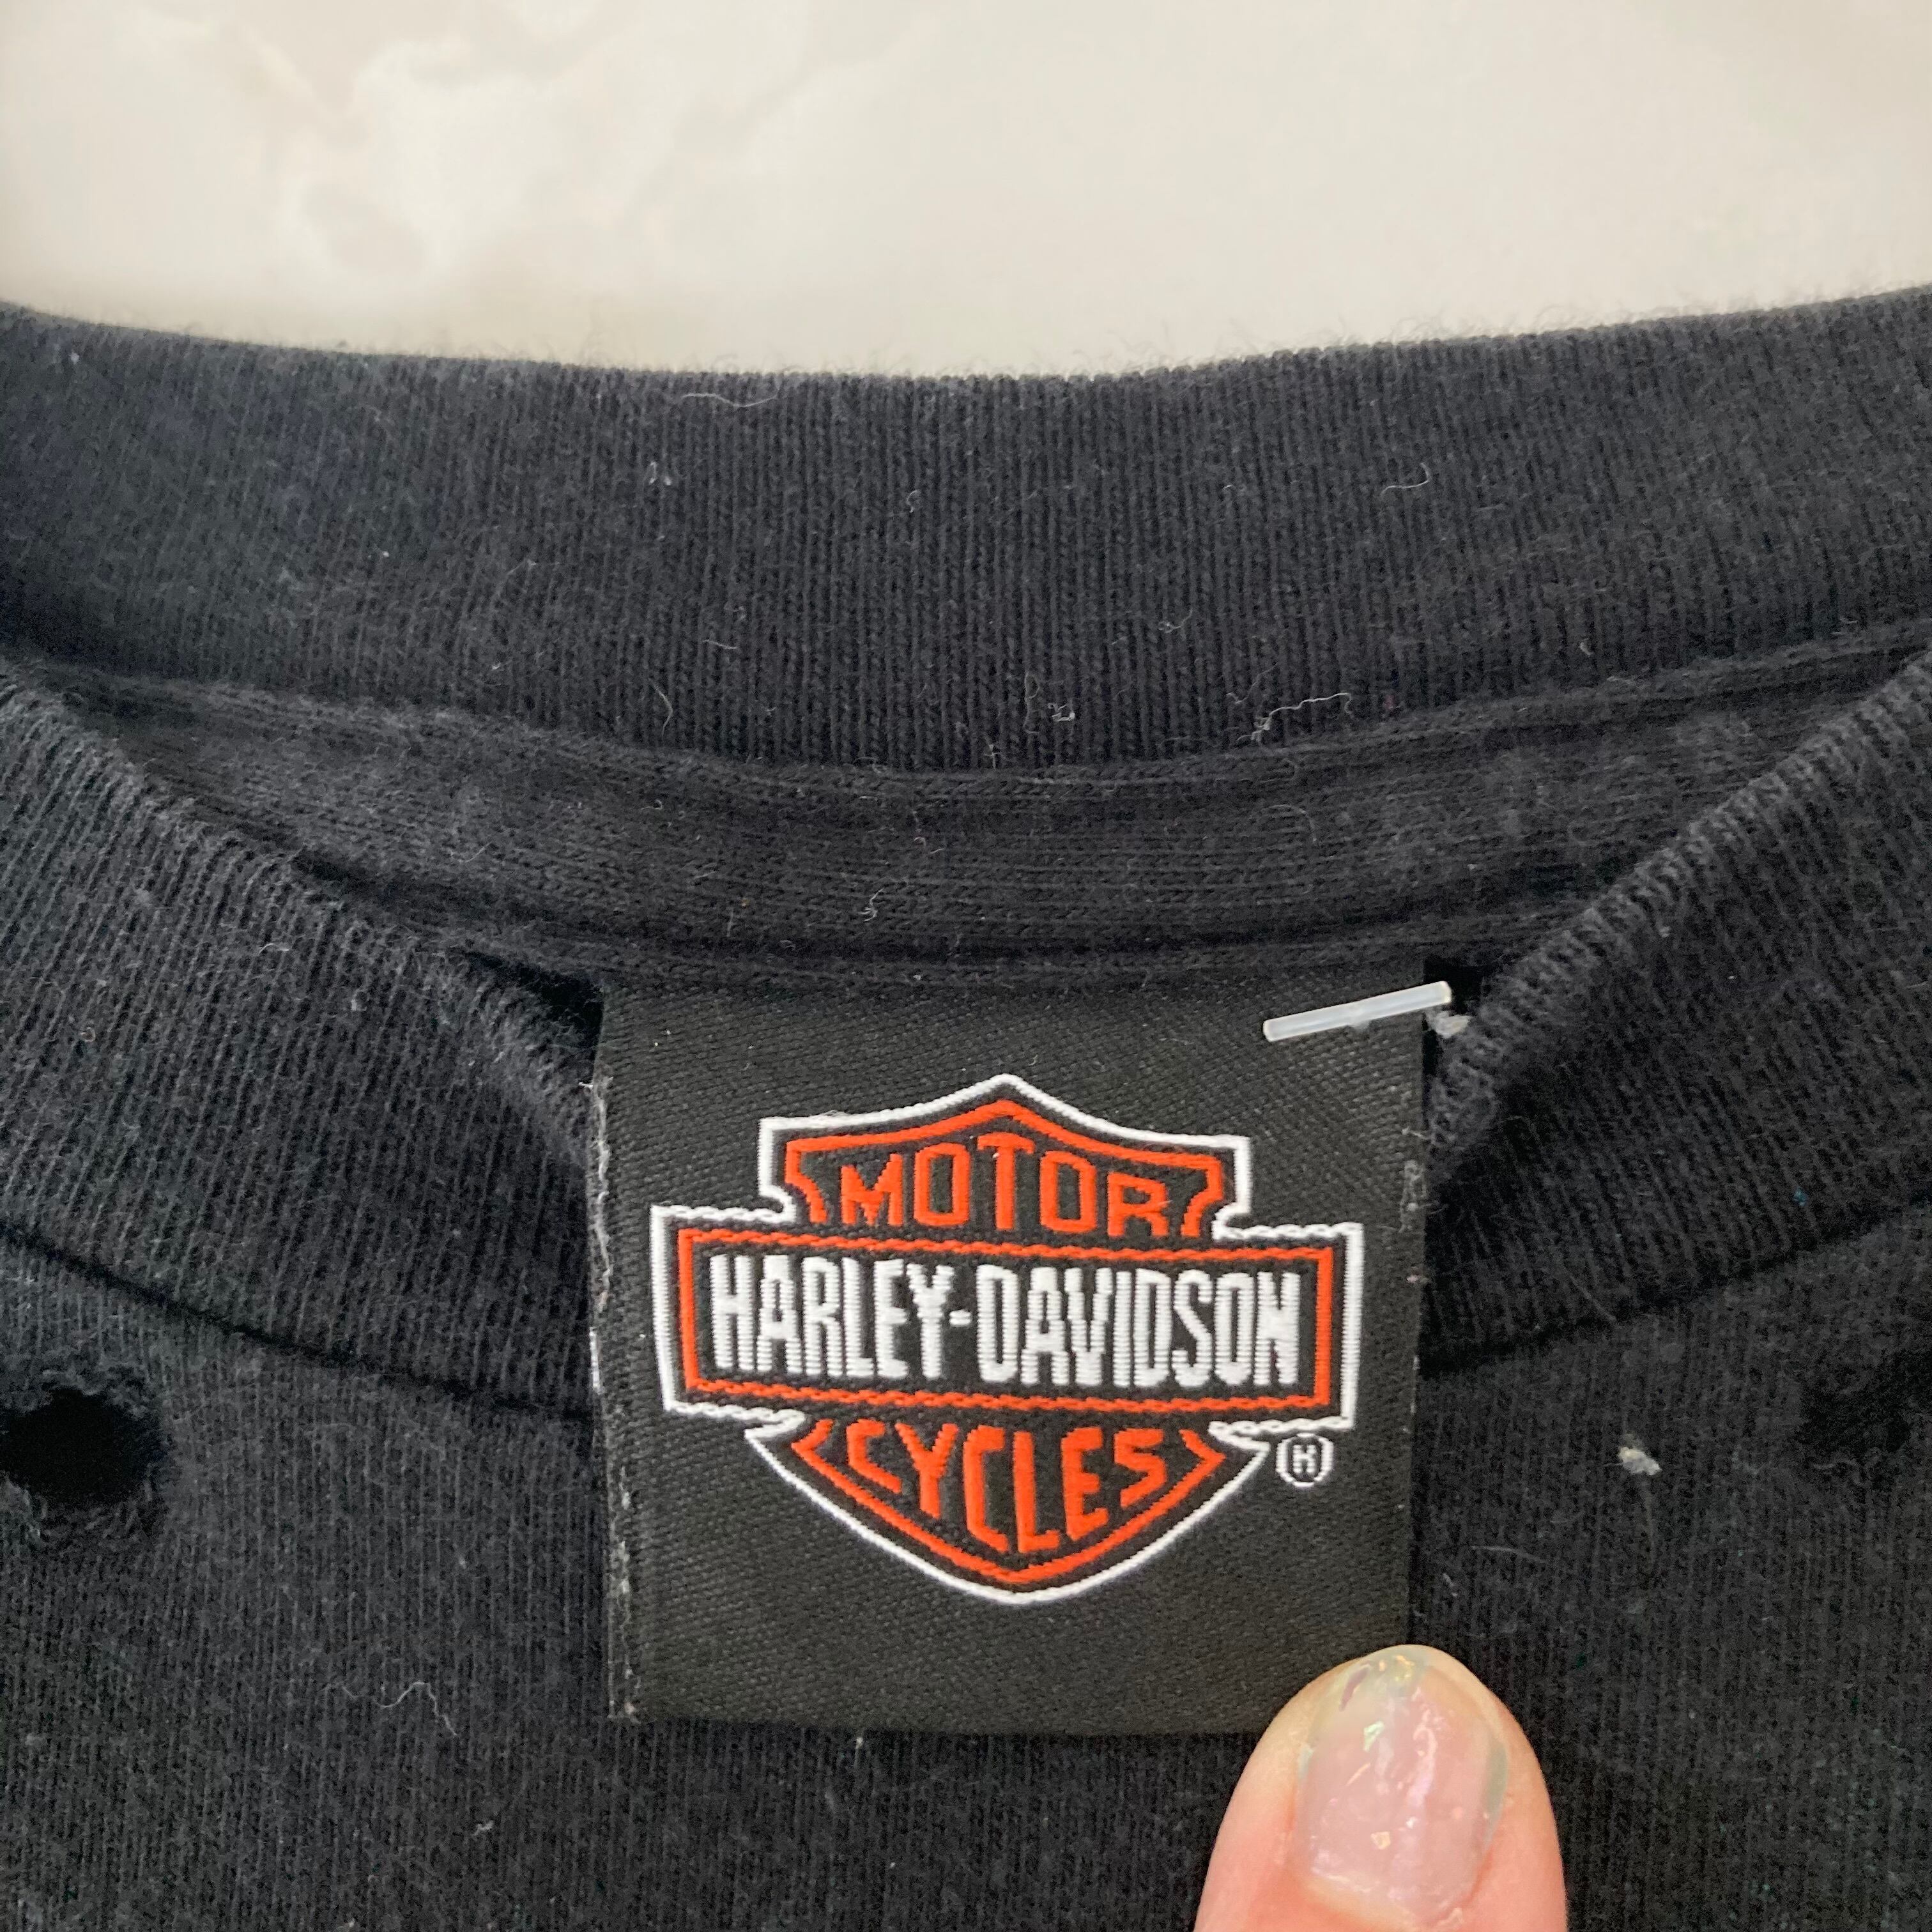 MOTOR
HARLEY-DAVIDSON
CYCLES
®